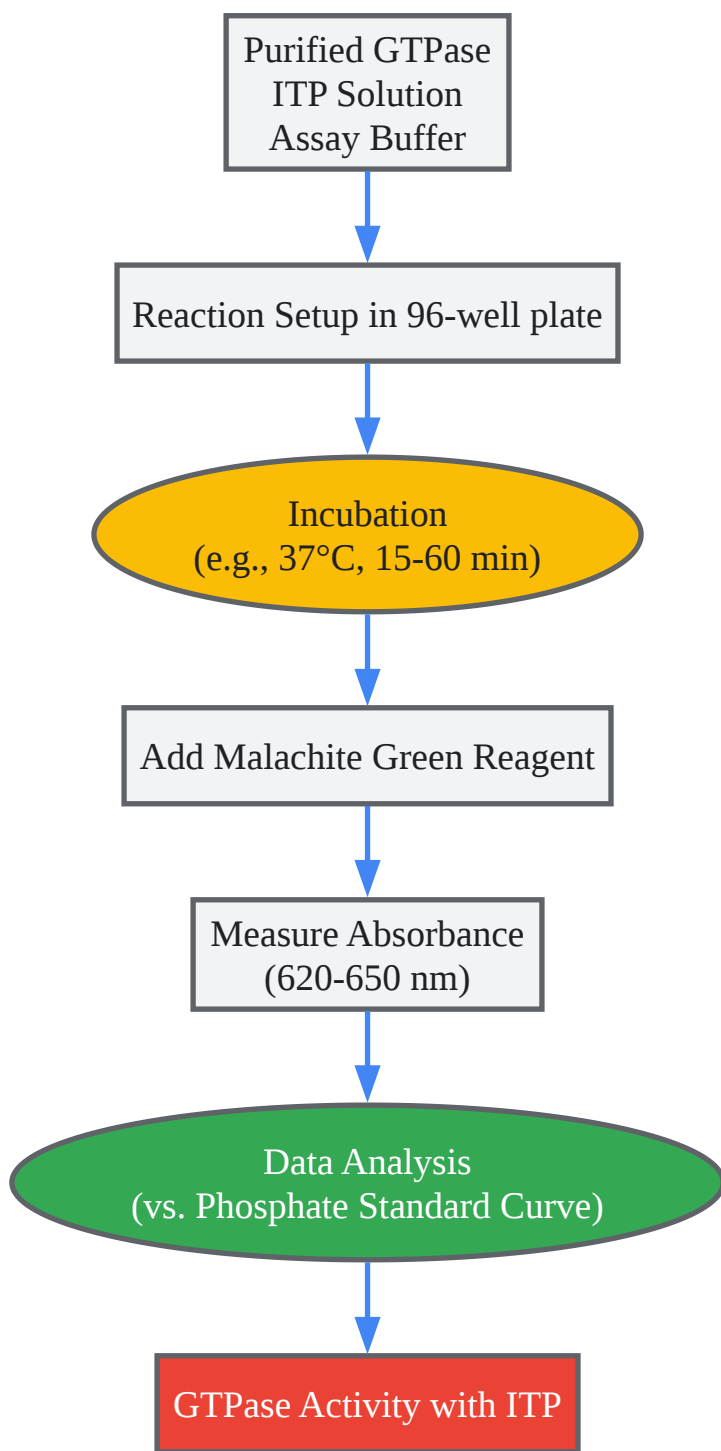 Purified GTPase
ITP Solution
Assay Buffer
Reaction Setup in 96-well plate
Incubation
(e.g., 37°C, 15-60 min)
Add Malachite Green Reagent
Measure Absorbance
(620-650 nm)
Data Analysis
(vs. Phosphate Standard Curve)
GTPase Activity with ITP